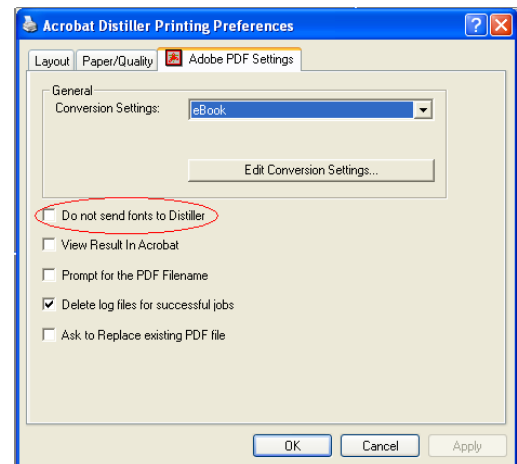 Acrobat Distiller Printing Preferences
Layout Paper/Quality Adobe PDF Settings
General
Conversion Settings: eBook
Edit Conversion Settings...
Do not send fonts to Distiller
View Result In Acrobat
Prompt for the PDF Filename
Delete log files for successful jobs
Ask to Replace existing PDF file
OK Cancel Apply